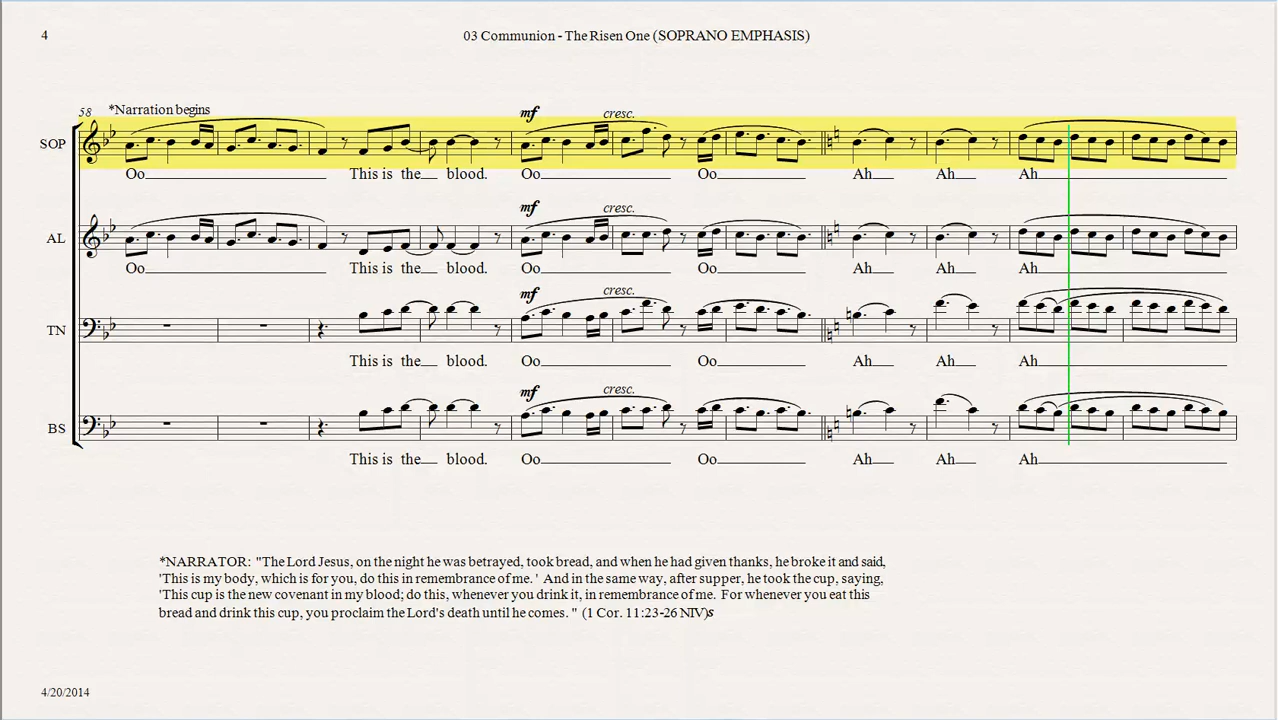 4
03 Communion - The Risen One (SOPRANO EMPHASIS)
58 *Narration begins
mf cresc.
SOP
Oo This is the blood. Oo Oo Ah Ah Ah
mf cresc.
AL
Oo This is the blood. Oo Oo Ah Ah Ah
mf cresc.
TN
This is the blood. Oo Oo Ah Ah Ah
mf cresc.
BS
This is the blood. Oo Oo Ah Ah Ah
*NARRATOR: "The Lord Jesus, on the night he was betrayed, took bread, and when he had given thanks, he broke it and said,
'This is my body, which is for you, do this in remembrance of me. ' And in the same way, after supper, he took the cup, saying,
'This cup is the new covenant in my blood; do this, whenever you drink it, in remembrance of me. For whenever you eat this
bread and drink this cup, you proclaim the Lord's death until he comes. " (1 Cor. 11:23-26 NIV)s
4/20/2014